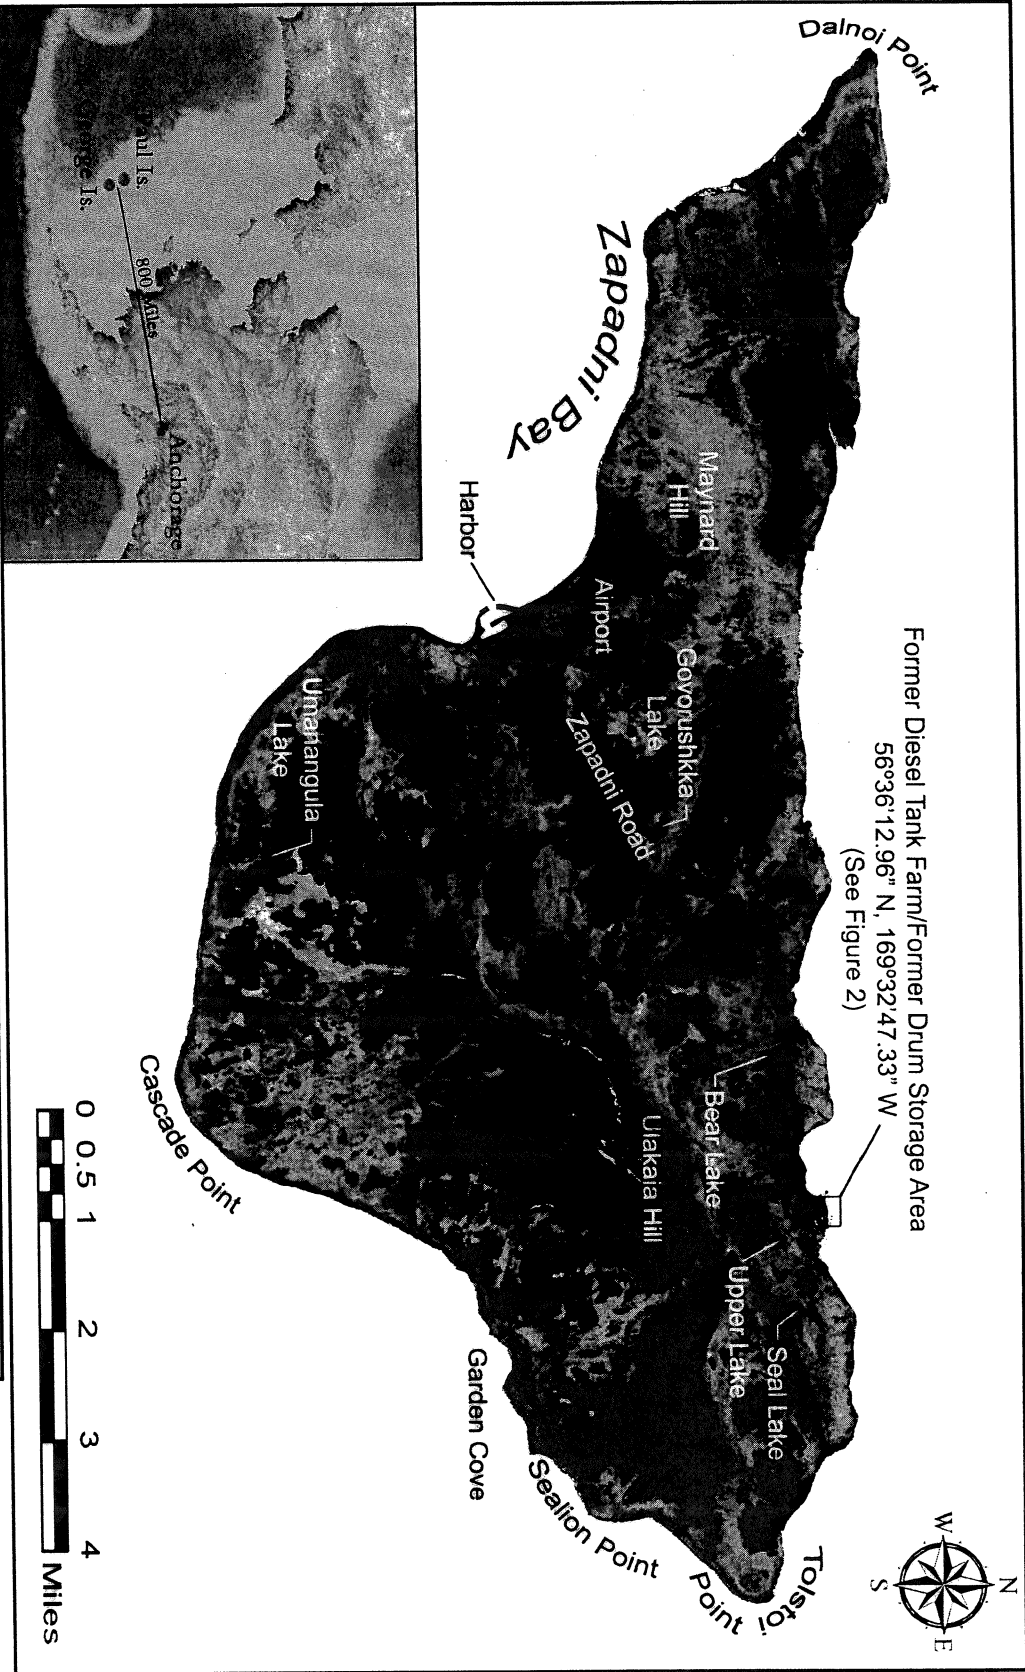 Dalnoi Point
Former Diesel Tank Farm/Former Drum Storage Area
56°36'12.96" N, 169°32'47.33" W
(See Figure 2)
N
W
E
S
Zapadni Bay
Maynard
Hill
Airport
Govorushkka
Lake
Zapadni Road
Harbor
Umanangula
Lake
Bear Lake
Ulakaia Hill
Upper Lake
Seal Lake
Tolstoi
Point
Sealion Point
Garden Cove
Cascade Point
Is.
Is.
800 Miles
Anchorage
0 0.5 1 2 3 4
Miles